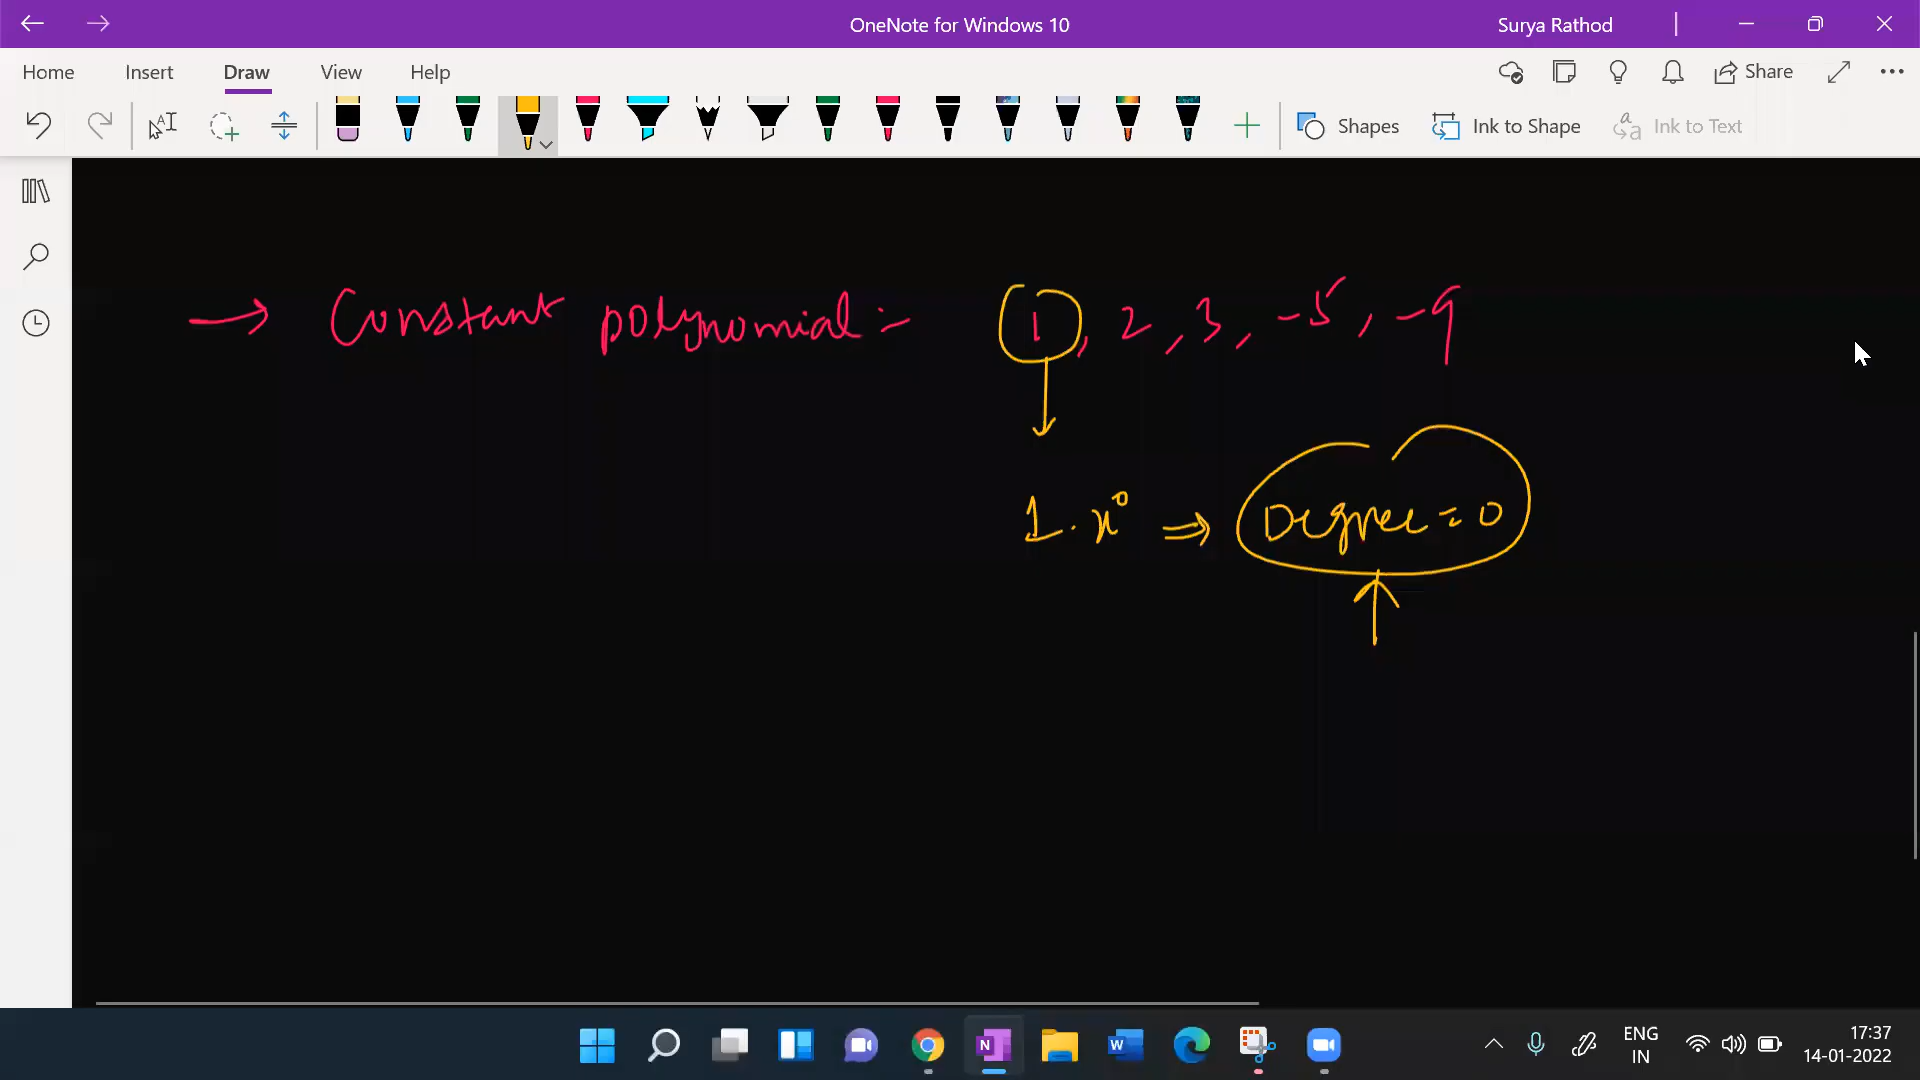 OneNote for Windows 10
Surya Rathod
Home Insert Draw View Help
Share
Shapes Ink to Shape Ink to Text
→ Constant polynomial :- 1, 2, 3, -5, -9
1·x⁰ ⇒ Degree = 0
ENG
IN
17:37
14-01-2022